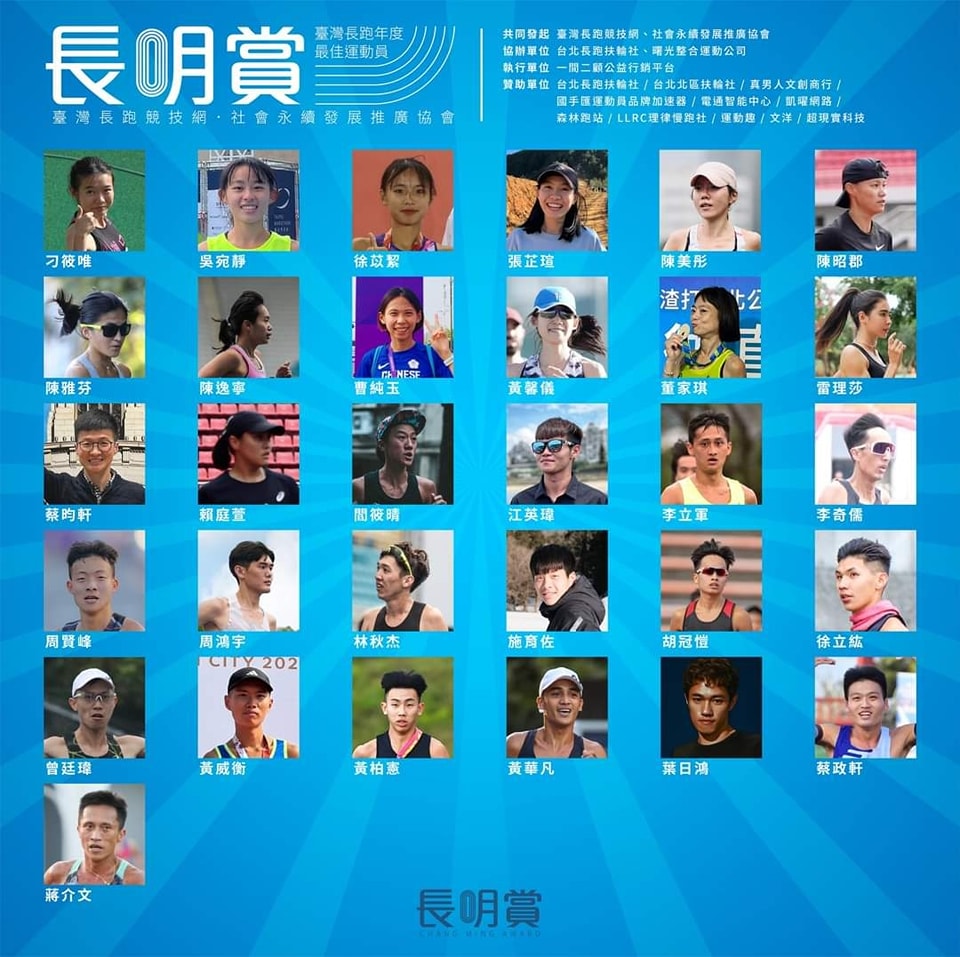 長明賞
臺灣長跑年度
最佳運動員
臺灣長跑競技網·社會永續發展推廣協會
共同發起 臺灣長跑競技網、社會永續發展推廣協會
協辦單位 台北長跑扶輪社、曙光整合運動公司
執行單位 一間二顧公益行銷平台
贊助單位 台北長跑扶輪社 / 台北北區扶輪社 / 真男人文創商行 /
國手匯運動員品牌加速器 / 電通智能中心 / 凱曜網路 /
森林跑站 / LLRC理律慢跑社 / 運動趣 / 文洋 / 超現實科技
刁筱唯 吳宛靜 徐苡絜 張芷瑄 陳美彤 陳昭郡
渣打 北公
CHINESE
陳雅芬 陳逸寧 曹純玉 黃馨儀 董家琪 雷理莎
蔡昀軒 賴庭萱 閻筱晴 江英瑋 李立軍 李奇儒
周賢峰 周鴻宇 林秋杰 施育佐 胡冠愷 徐立紘
CITY 202
曾廷瑋 黃威衡 黃柏憲 黃華凡 葉日鴻 蔡政軒
蔣介文
長明賞
CHANG MING AWARD